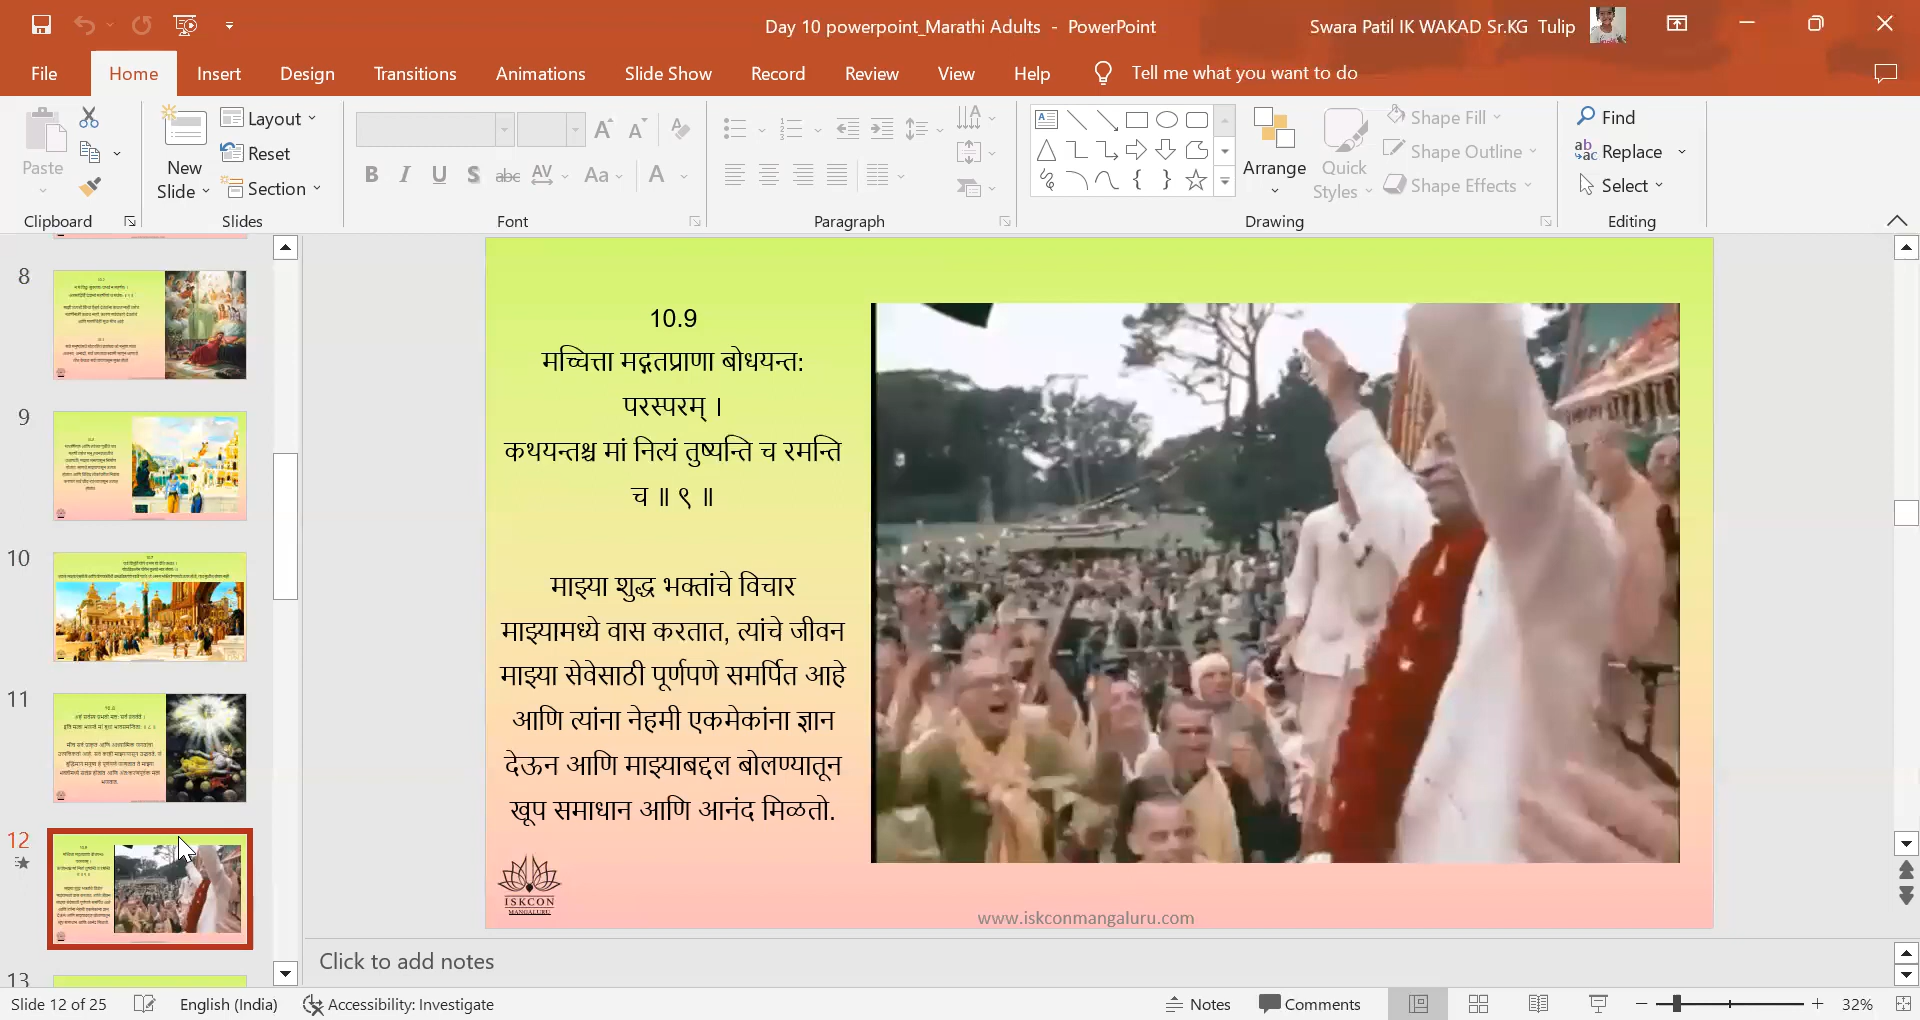 Day 10 powerpoint_Marathi Adults - PowerPoint
Swara Patil IK WAKAD Sr.KG Tulip
File Home Insert Design Transitions Animations Slide Show Record Review View Help Tell me what you want to do
Paste
New Slide
Layout
Reset
Section
B I U S abc AV Aa A
Arrange
Quick Styles
Shape Fill
Shape Outline
Shape Effects
Find
Replace
Select
Clipboard Slides Font Paragraph Drawing Editing
8
9
10
11
12
13
10.9
मच्चित्ता मद्गतप्राणा बोधयन्त:
परस्परम् ।
कथयन्तश्च मां नित्यं तुष्यन्ति च रमन्ति
च ॥ ९ ॥
माझ्या शुद्ध भक्तांचे विचार
माझ्यामध्ये वास करतात, त्यांचे जीवन
माझ्या सेवेसाठी पूर्णपणे समर्पित आहे
आणि त्यांना नेहमी एकमेकांना ज्ञान
देऊन आणि माझ्याबद्दल बोलण्यातून
खूप समाधान आणि आनंद मिळतो.
ISKCON
MANGALURU
www.iskconmangaluru.com
Click to add notes
Slide 12 of 25 English (India) Accessibility: Investigate Notes Comments 32%